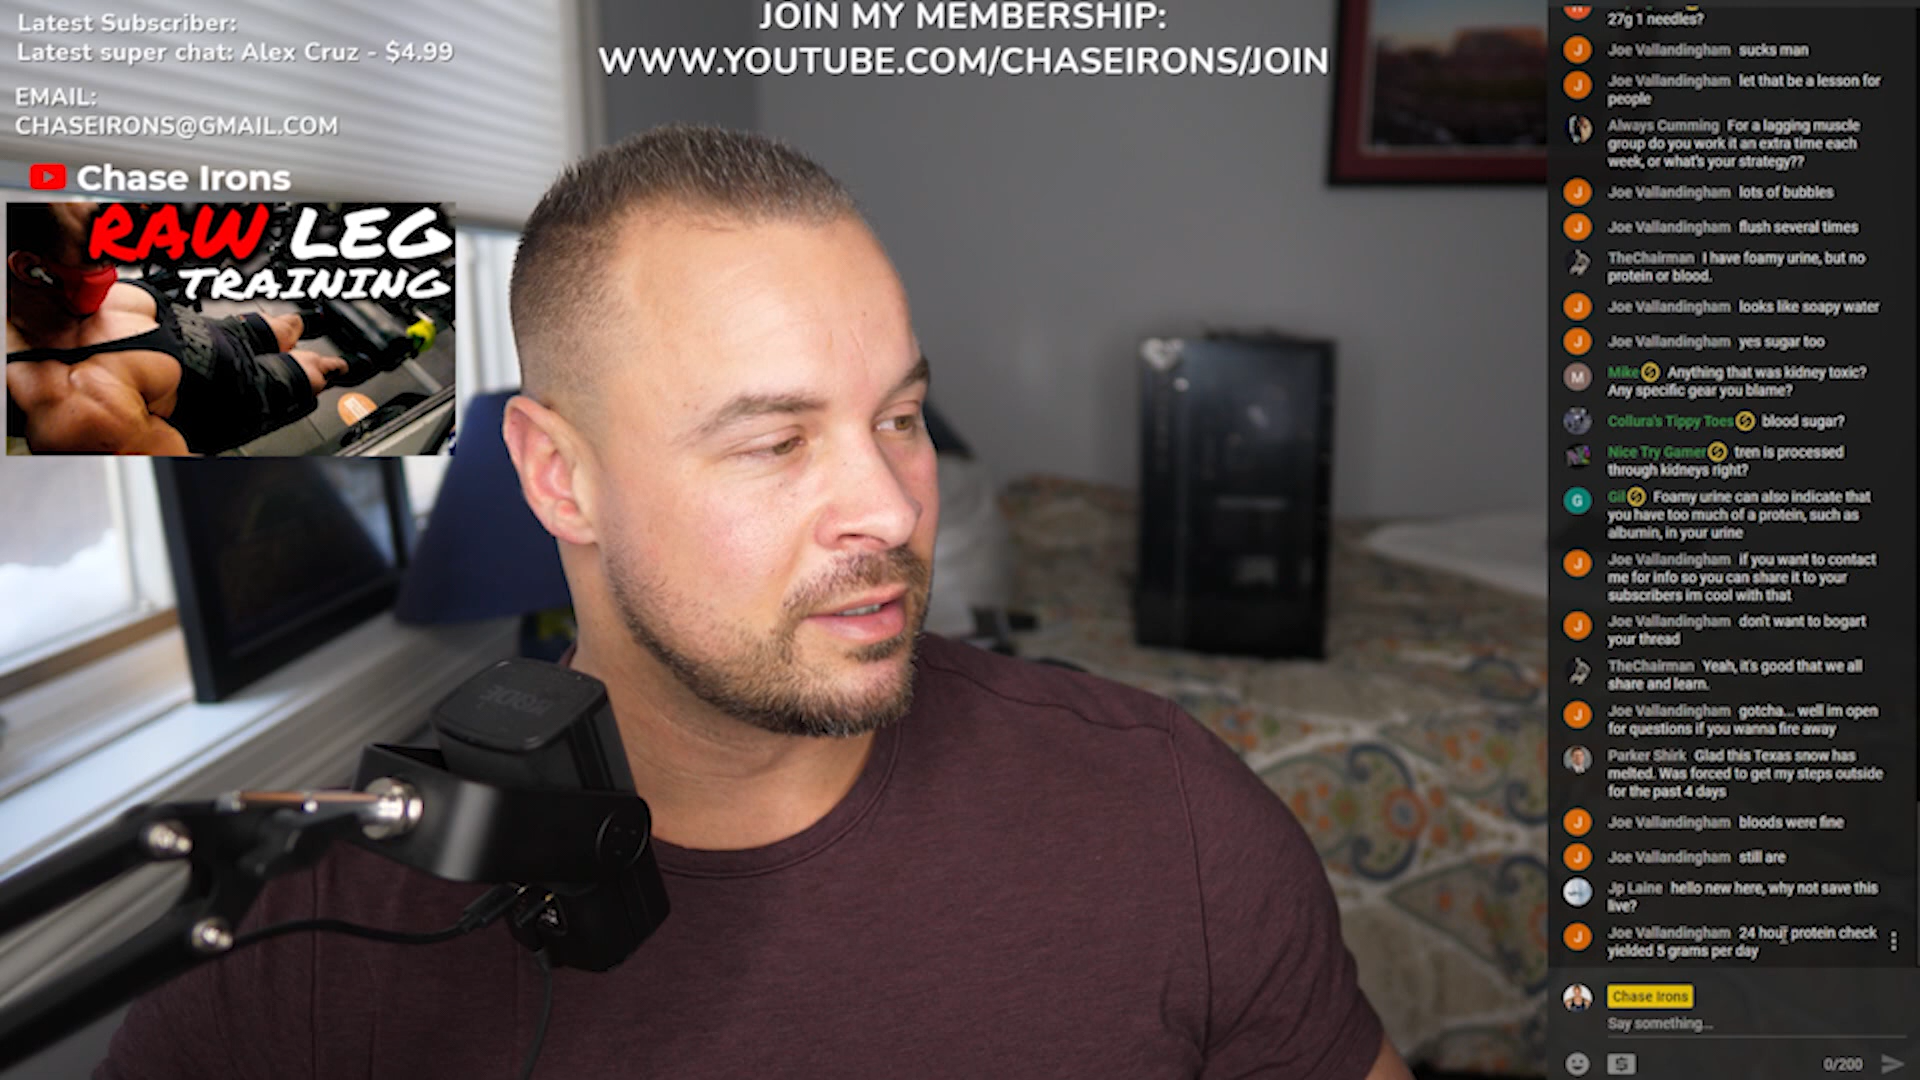 Latest Subscriber:
Latest super chat: Alex Cruz - $4.99
EMAIL:
CHASEIRONS@GMAIL.COM
Chase Irons
RAW LEG
TRAINING
JOIN MY MEMBERSHIP:
WWW.YOUTUBE.COM/CHASEIRONS/JOIN
RODE
27g 1 needles?
J Joe Vallandingham sucks man
J Joe Vallandingham let that be a lesson for
people
Always Cumming For a lagging muscle
group do you work it an extra time each
week, or what's your strategy??
J Joe Vallandingham lots of bubbles
J Joe Vallandingham flush several times
TheChairman I have foamy urine, but no
protein or blood.
J Joe Vallandingham looks like soapy water
J Joe Vallandingham yes sugar too
M Mike Anything that was kidney toxic?
Any specific gear you blame?
Collura's Tippy Toes blood sugar?
Nice Try Gamer tren is processed
through kidneys right?
G Gil Foamy urine can also indicate that
you have too much of a protein, such as
albumin, in your urine
J Joe Vallandingham if you want to contact
me for info so you can share it to your
subscribers im cool with that
J Joe Vallandingham don't want to bogart
your thread
TheChairman Yeah, it's good that we all
share and learn.
J Joe Vallandingham gotcha... well im open
for questions if you wanna fire away
Parker Shirk Glad this Texas snow has
melted. Was forced to get my steps outside
for the past 4 days
J Joe Vallandingham bloods were fine
J Joe Vallandingham still are
Jp Laine hello new here, why not save this
live?
J Joe Vallandingham 24 hour protein check
yielded 5 grams per day
Chase Irons
Say something...
0/200